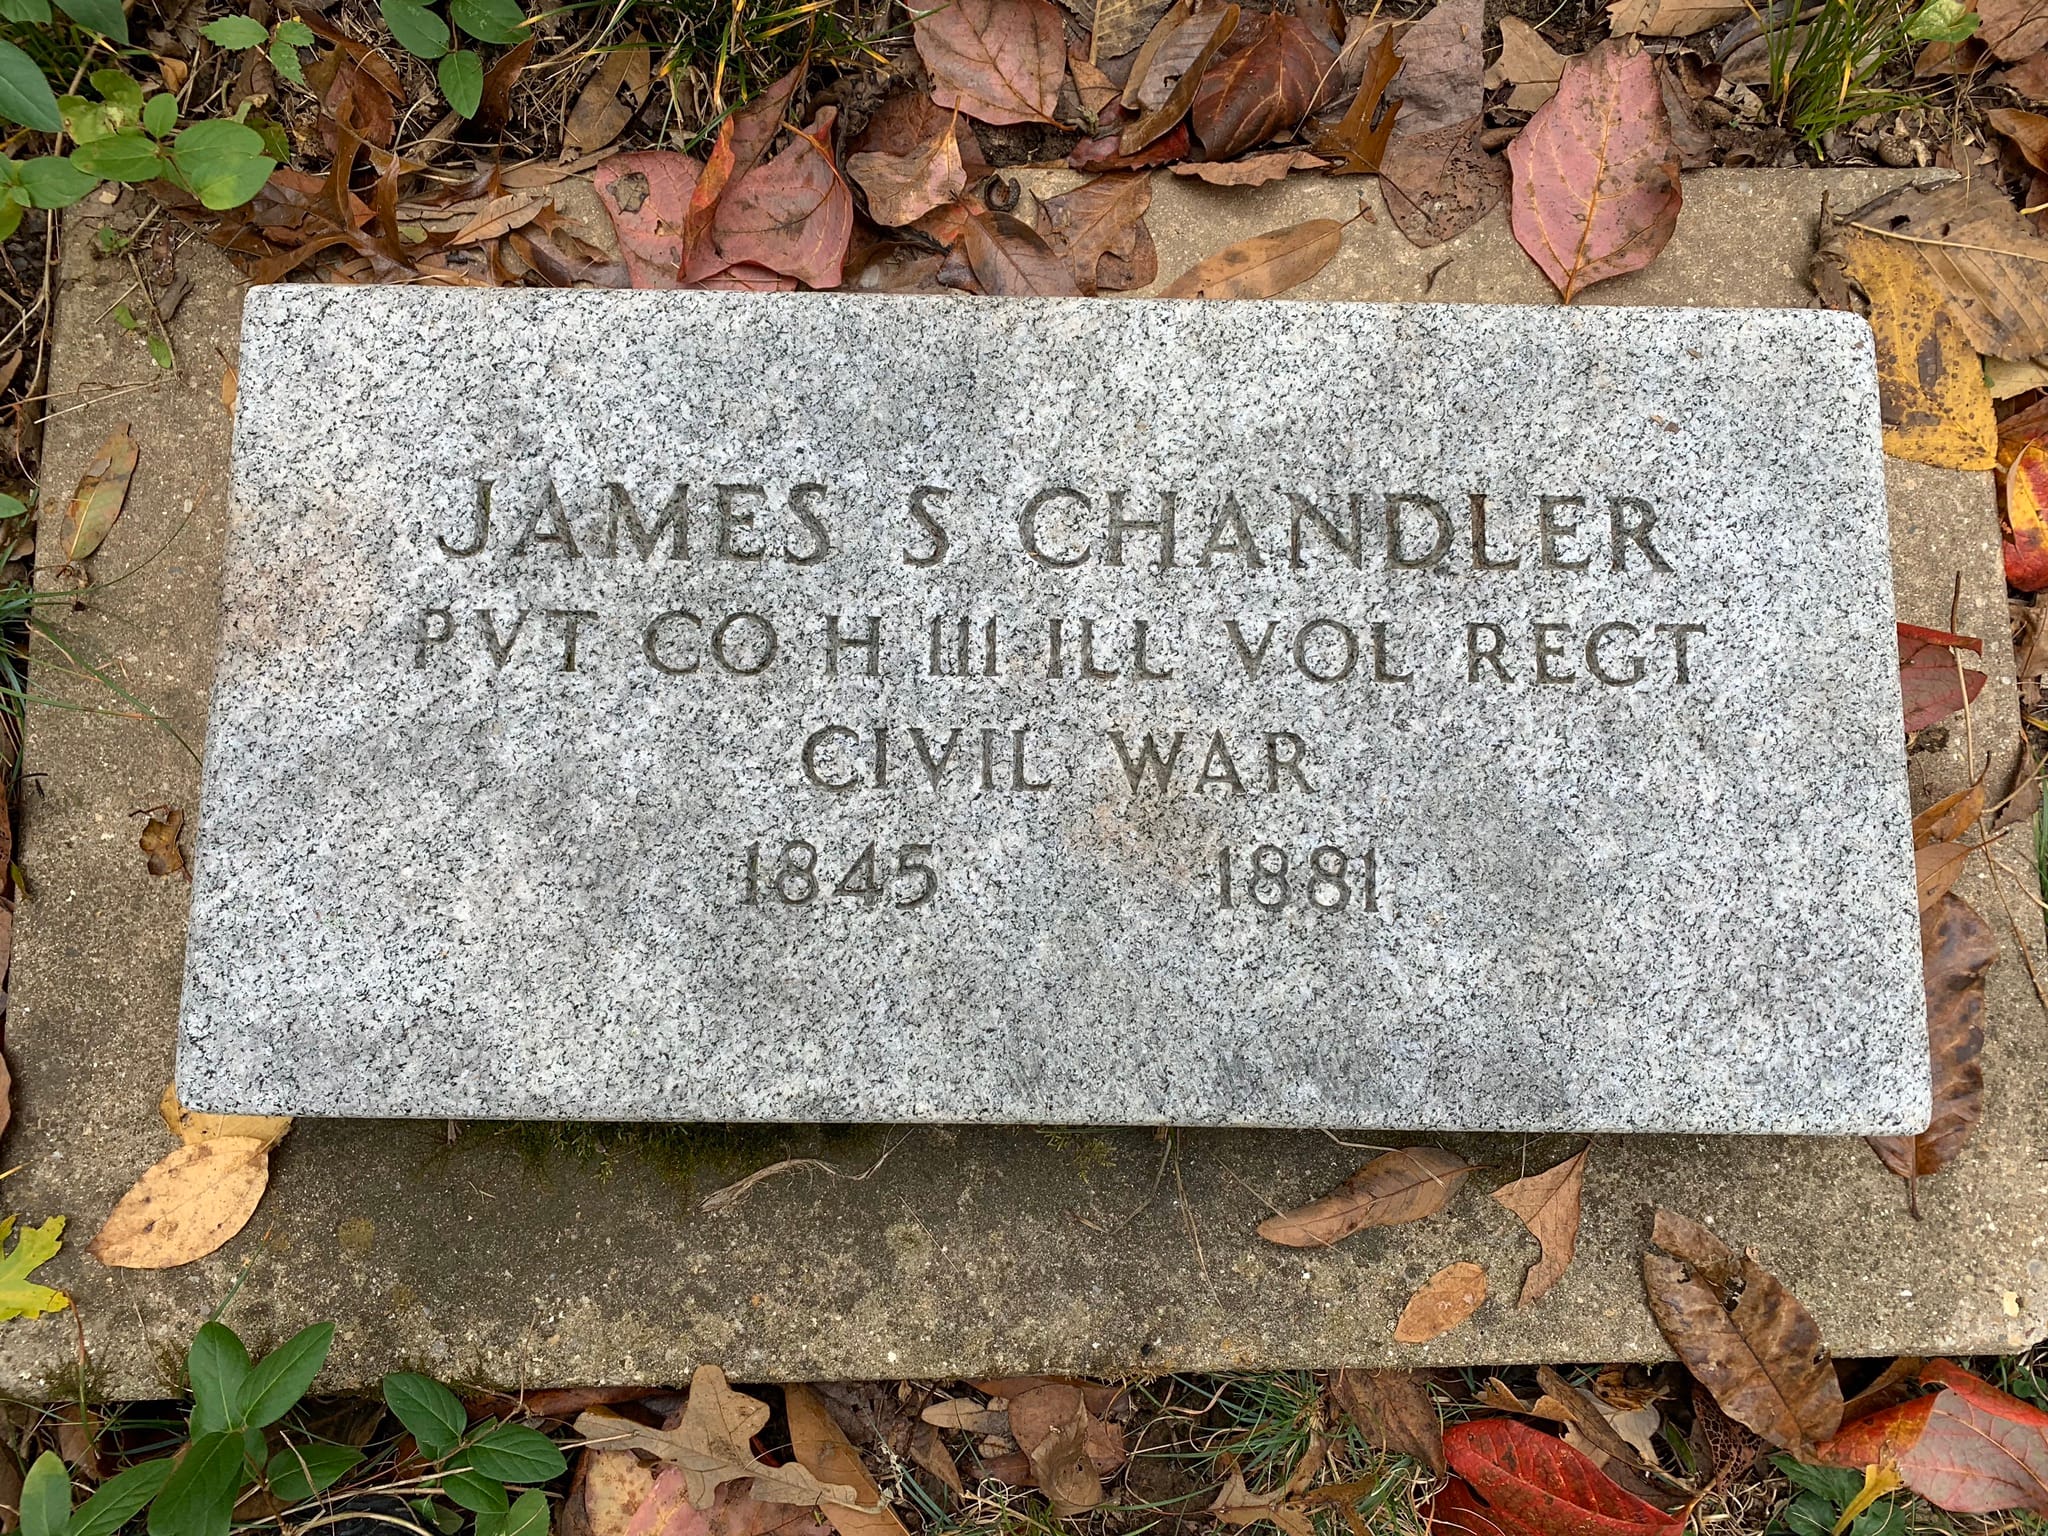 JAMES S CHANDLER
PVT CO H 111 ILL VOL REGT
CIVIL WAR
1845 1881